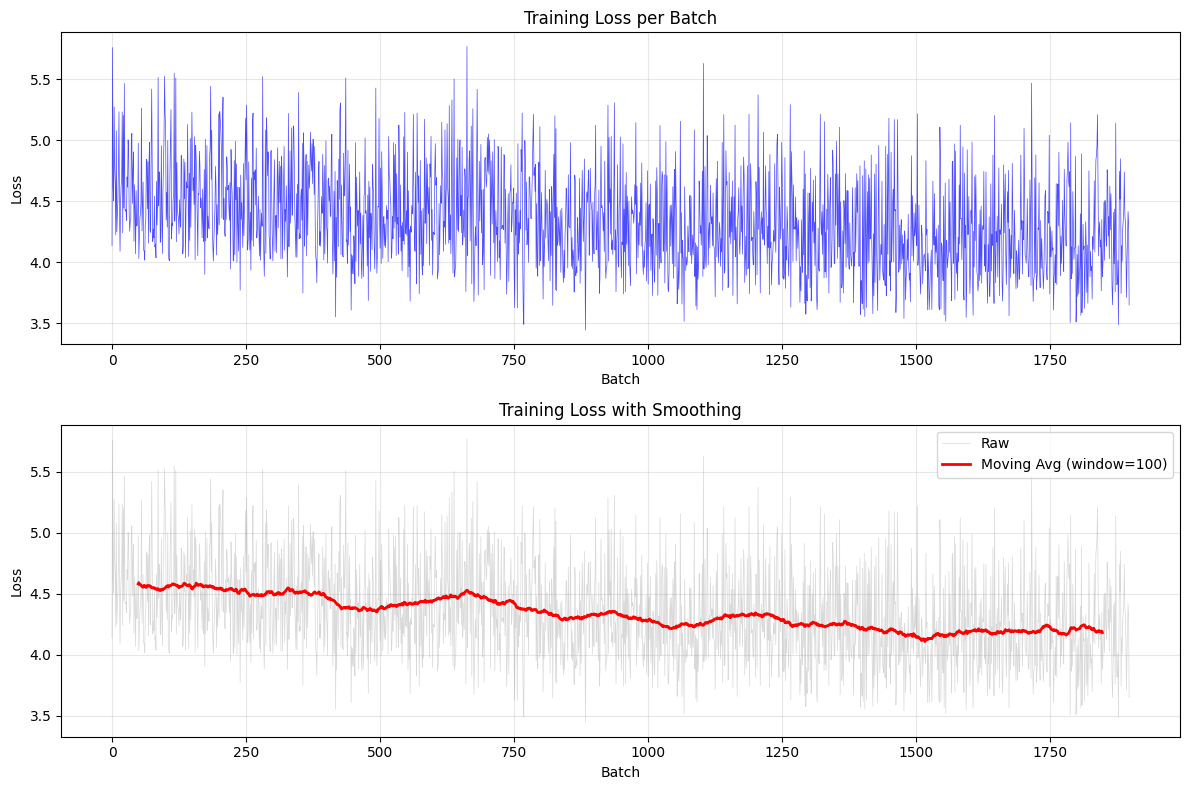 Training Loss per Batch
5.5
5.0
4.5
4.0
3.5
Loss
0 250 500 750 1000 1250 1500 1750
Batch
Training Loss with Smoothing
Raw
Moving Avg (window=100)
5.5
5.0
4.5
4.0
3.5
Loss
0 250 500 750 1000 1250 1500 1750
Batch